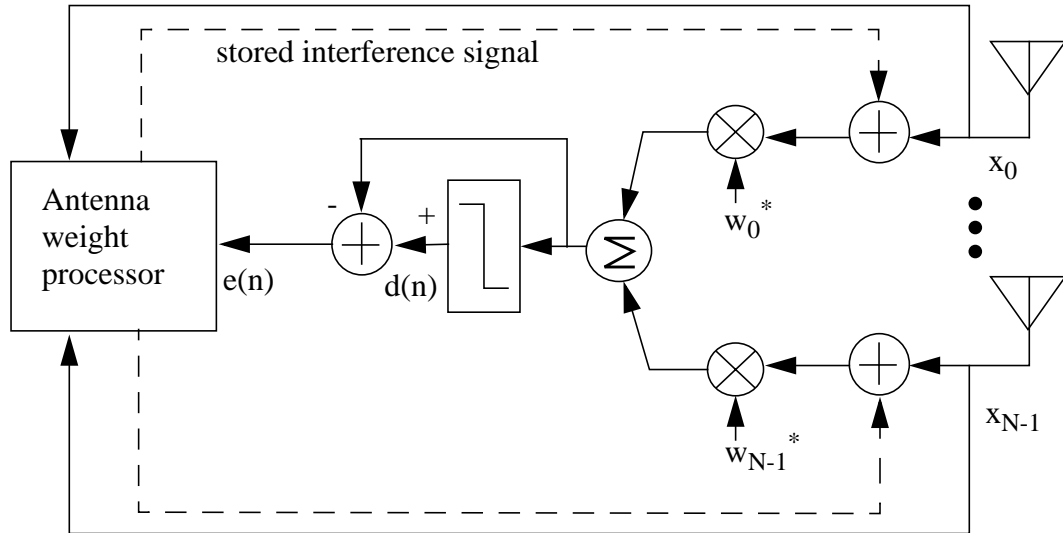 stored interference signal
x0
w0*
Antenna
weight
processor
-
+
e(n)
d(n)
Σ
wN-1*
xN-1